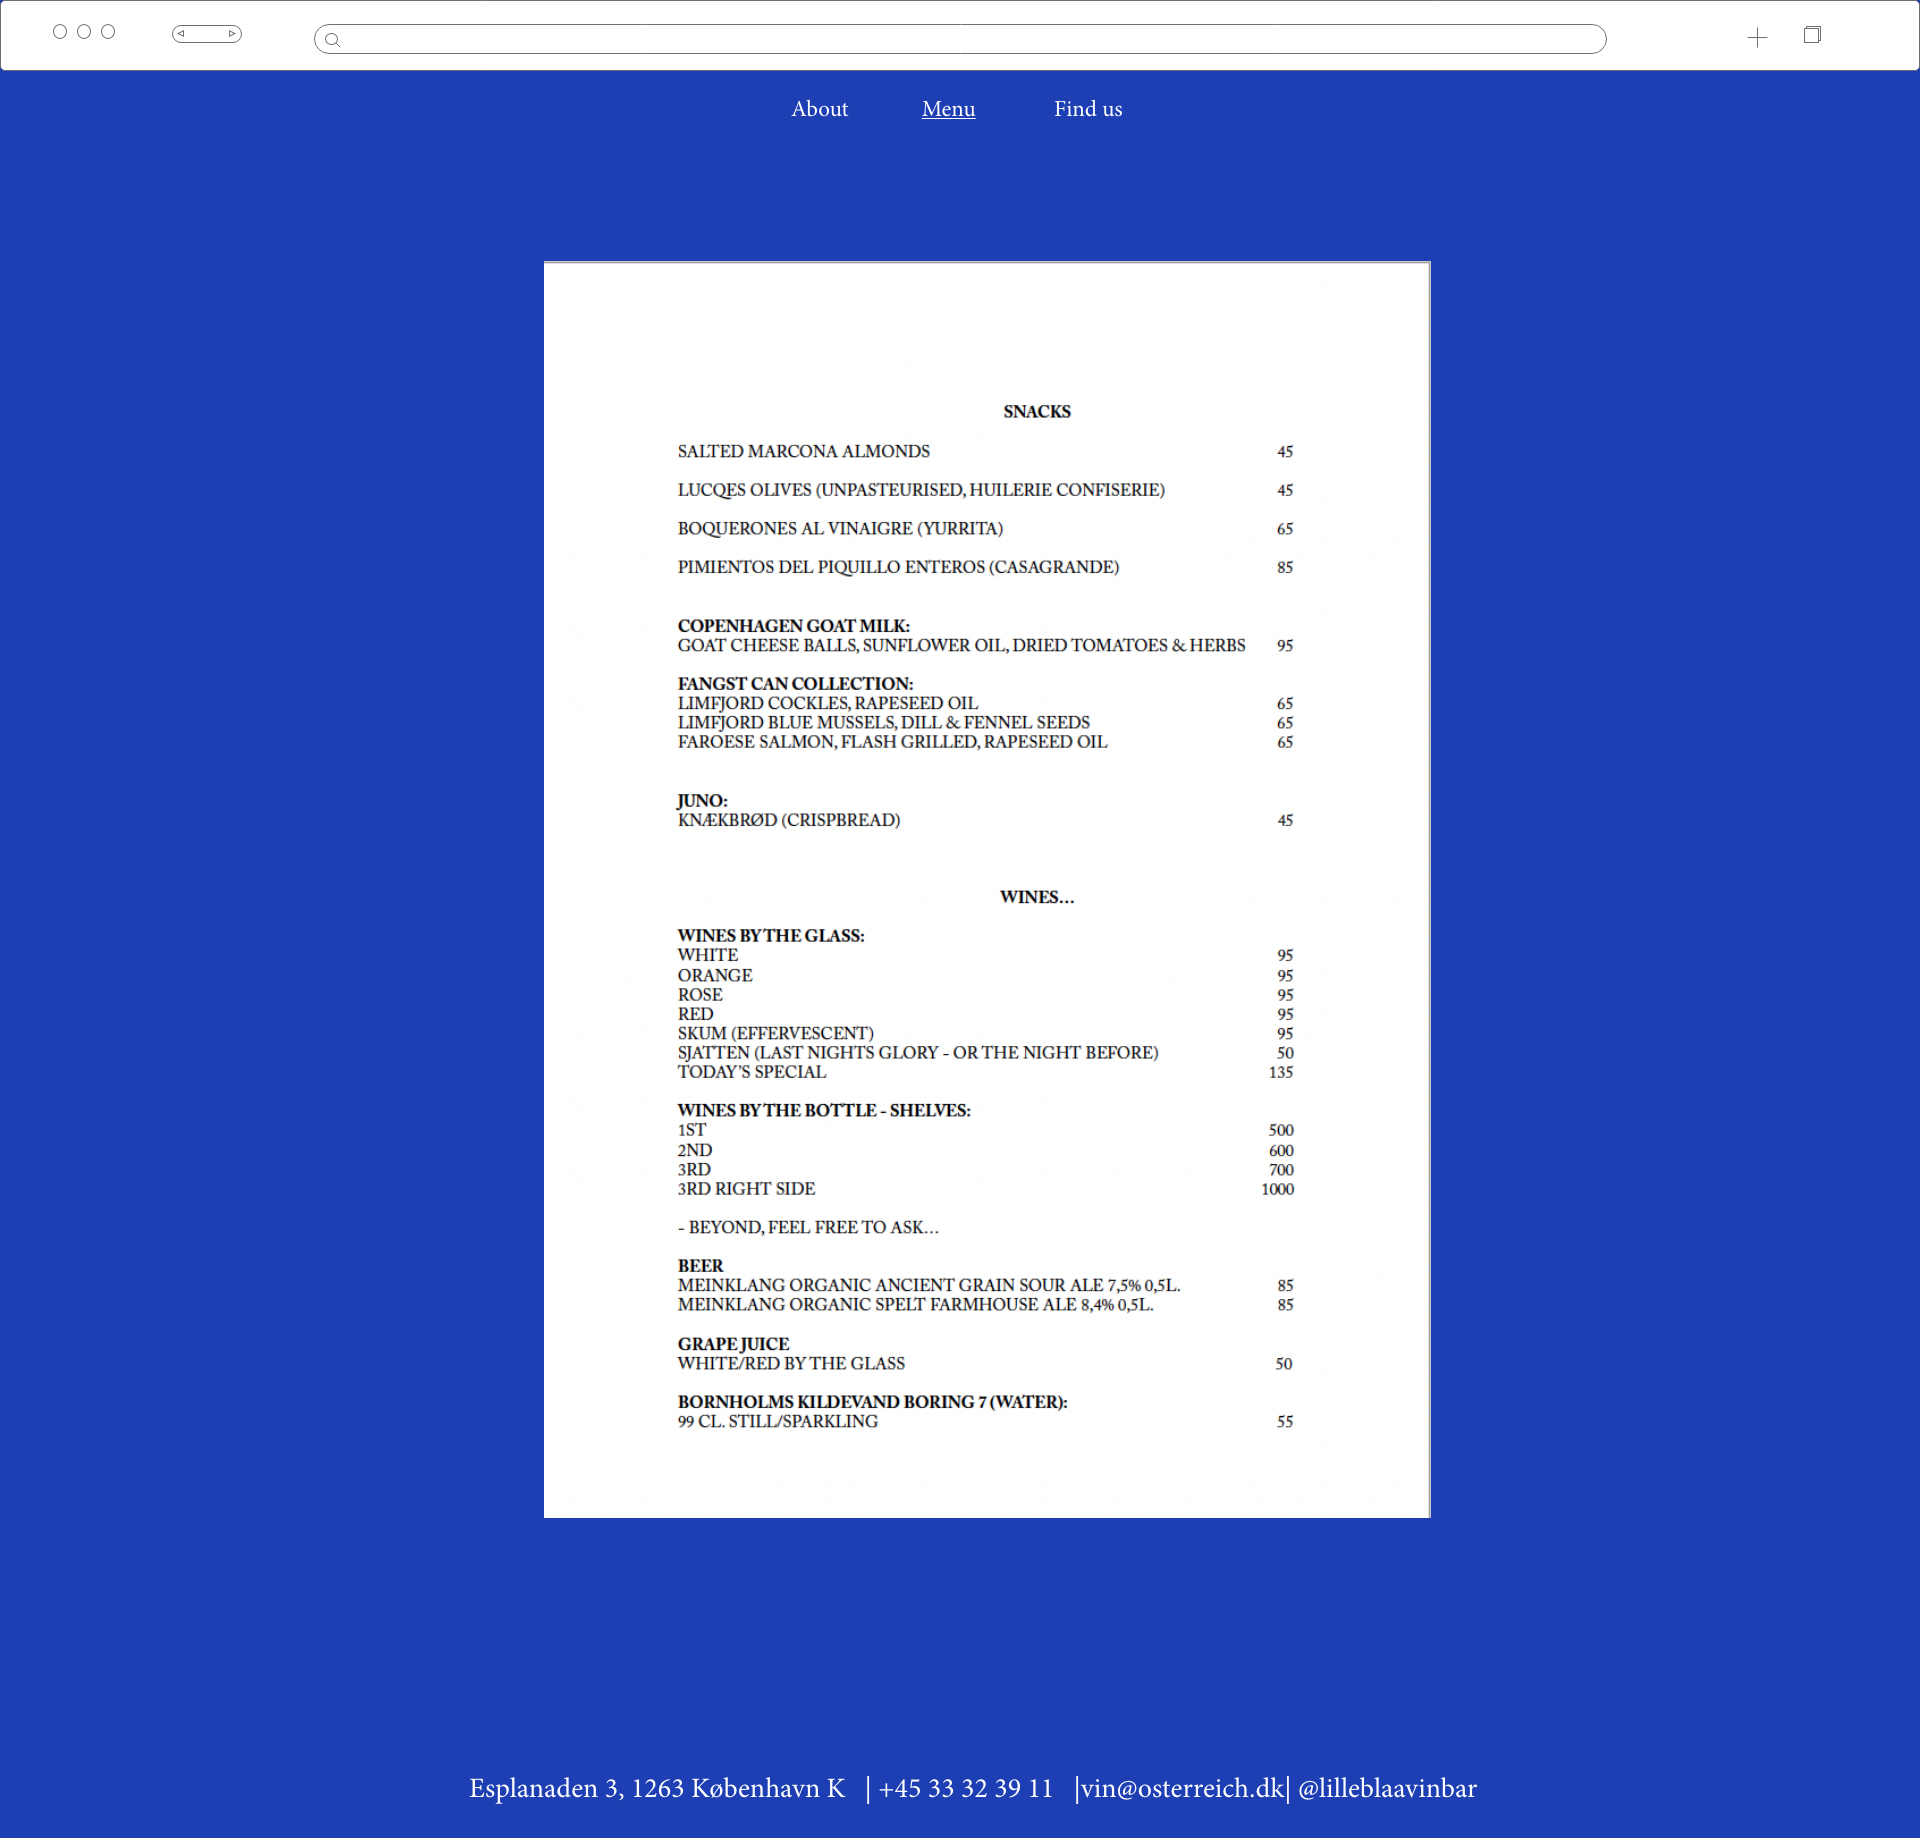 About Menu Find us
SNACKS
SALTED MARCONA ALMONDS 45
LUCQES OLIVES (UNPASTEURISED, HUILERIE CONFISERIE) 45
BOQUERONES AL VINAIGRE (YURRITA) 65
PIMIENTOS DEL PIQUILLO ENTEROS (CASAGRANDE) 85
COPENHAGEN GOAT MILK:
GOAT CHEESE BALLS, SUNFLOWER OIL, DRIED TOMATOES & HERBS 95
FANGST CAN COLLECTION:
LIMFJORD COCKLES, RAPESEED OIL 65
LIMFJORD BLUE MUSSELS, DILL & FENNEL SEEDS 65
FAROESE SALMON, FLASH GRILLED, RAPESEED OIL 65
JUNO:
KNÆKBRØD (CRISPBREAD) 45
WINES...
WINES BY THE GLASS:
WHITE 95
ORANGE 95
ROSE 95
RED 95
SKUM (EFFERVESCENT) 95
SJATTEN (LAST NIGHTS GLORY - OR THE NIGHT BEFORE) 50
TODAY'S SPECIAL 135
WINES BY THE BOTTLE - SHELVES:
1ST 500
2ND 600
3RD 700
3RD RIGHT SIDE 1000
- BEYOND, FEEL FREE TO ASK...
BEER
MEINKLANG ORGANIC ANCIENT GRAIN SOUR ALE 7,5% 0,5L. 85
MEINKLANG ORGANIC SPELT FARMHOUSE ALE 8,4% 0,5L. 85
GRAPE JUICE
WHITE/RED BY THE GLASS 50
BORNHOLMS KILDEVAND BORING 7 (WATER):
99 CL. STILL/SPARKLING 55
Esplanaden 3, 1263 København K | +45 33 32 39 11 |vin@osterreich.dk| @lilleblaavinbar